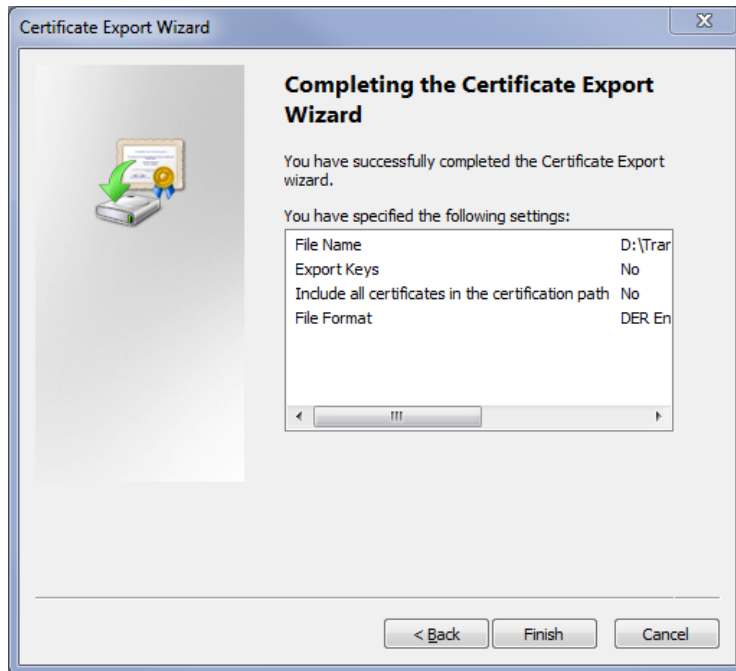 Certificate Export Wizard
Completing the Certificate Export
Wizard
You have successfully completed the Certificate Export
wizard.
You have specified the following settings:
File Name D:\Trar
Export Keys No
Include all certificates in the certification path No
File Format DER En
< Back Finish Cancel